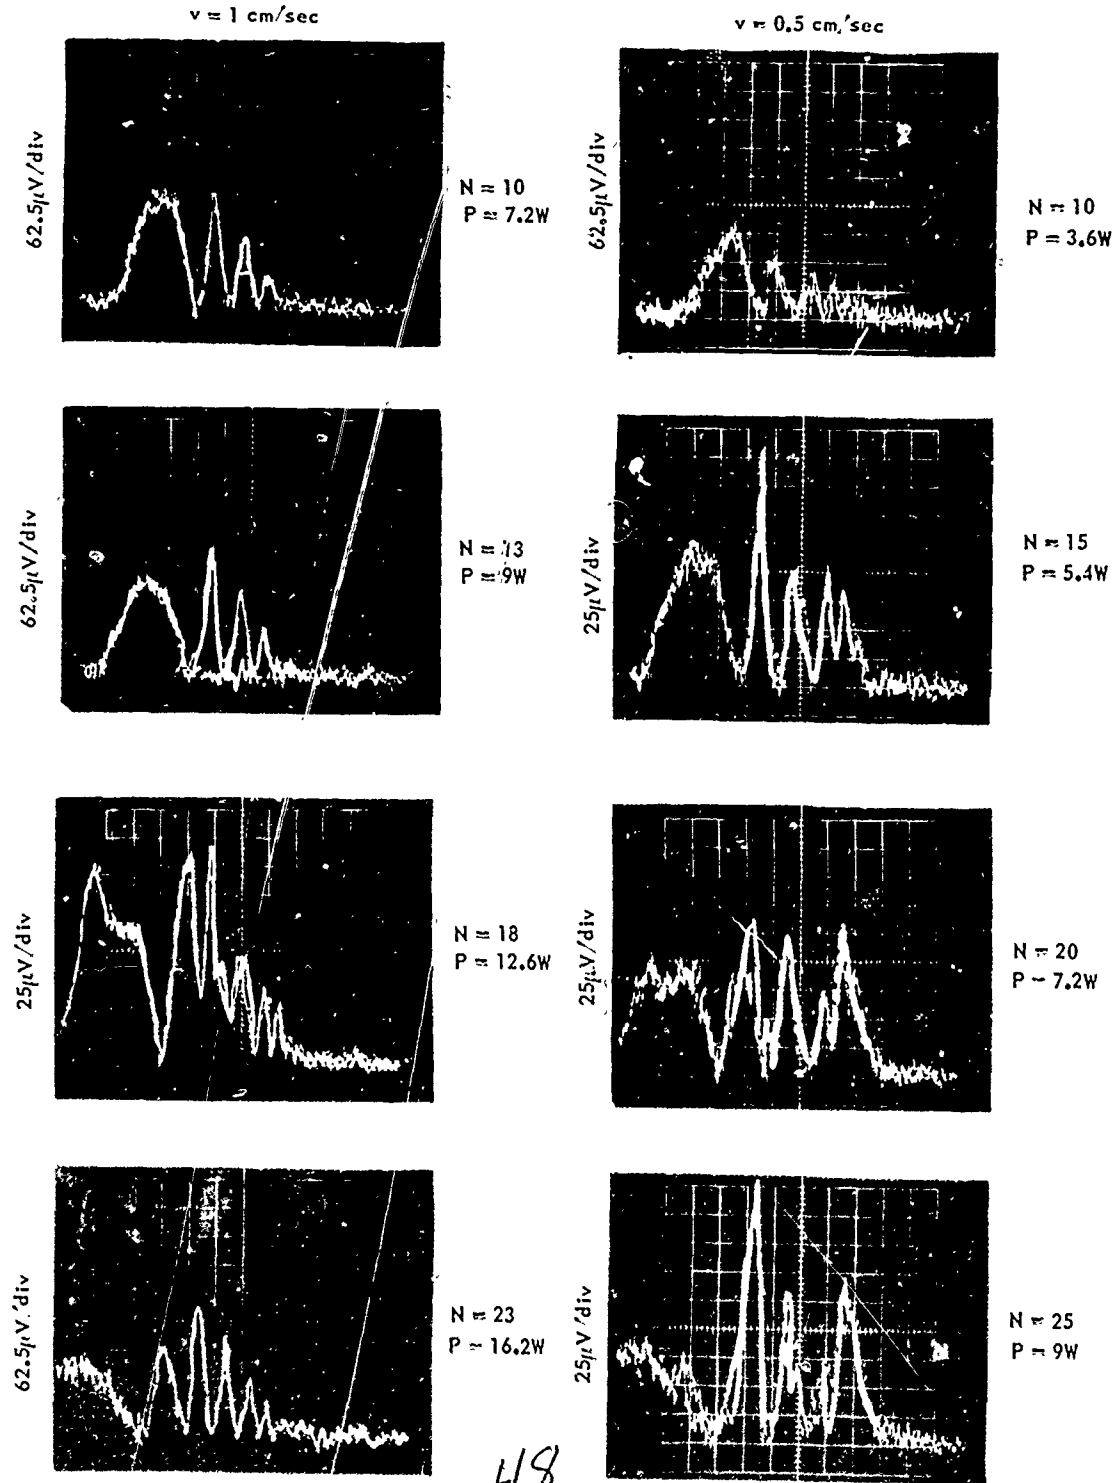 v = 1 cm/sec
v = 0.5 cm/sec
62.5μV/div
N = 10
P = 7.2W
62.5μV/div
N = 10
P = 3.6W
62.5μV/div
N = 13
P = 9W
25μV/div
N = 15
P = 5.4W
25μV/div
N = 18
P = 12.6W
25μV/div
N = 20
P = 7.2W
62.5μV/div
N = 23
P = 16.2W
25μV/div
N = 25
P = 9W
48